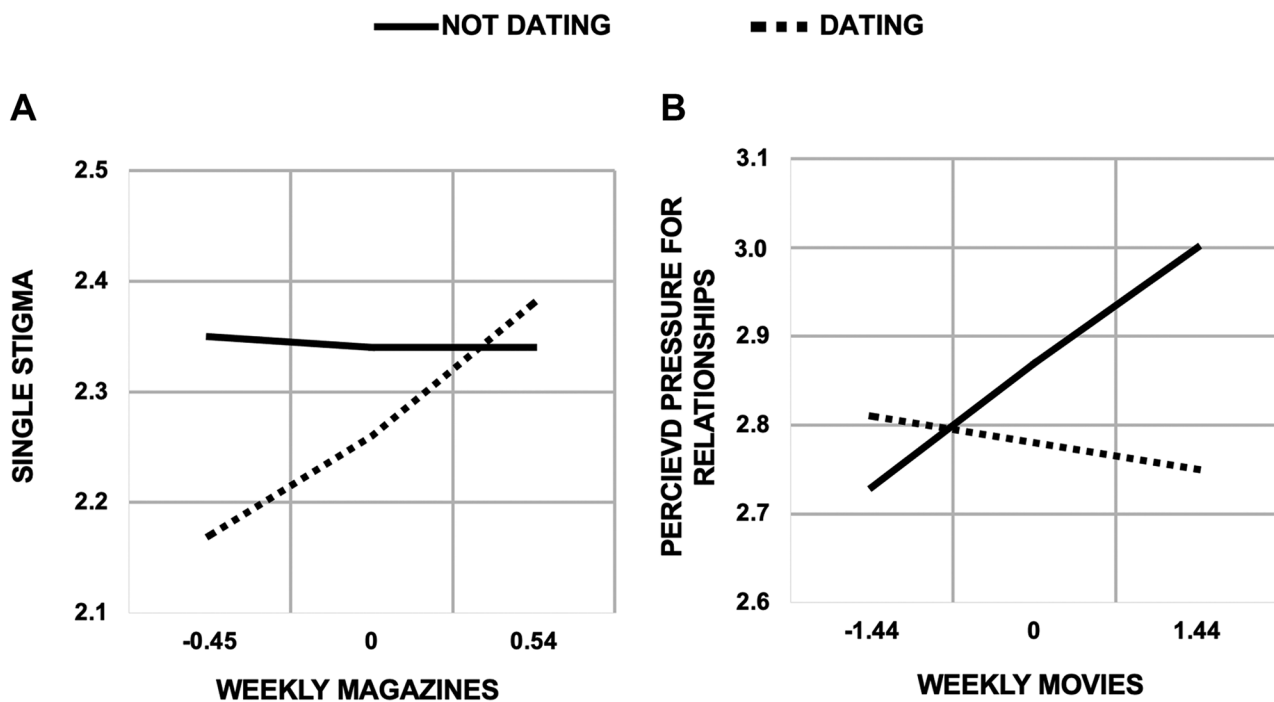 NOT DATING
DATING
A
2.5
2.4
2.3
2.2
2.1
SINGLE STIGMA
-0.45 0 0.54
WEEKLY MAGAZINES
B
3.1
3.0
2.9
2.8
2.7
2.6
PERCIEVD PRESSURE FOR
RELATIONSHIPS
-1.44 0 1.44
WEEKLY MOVIES